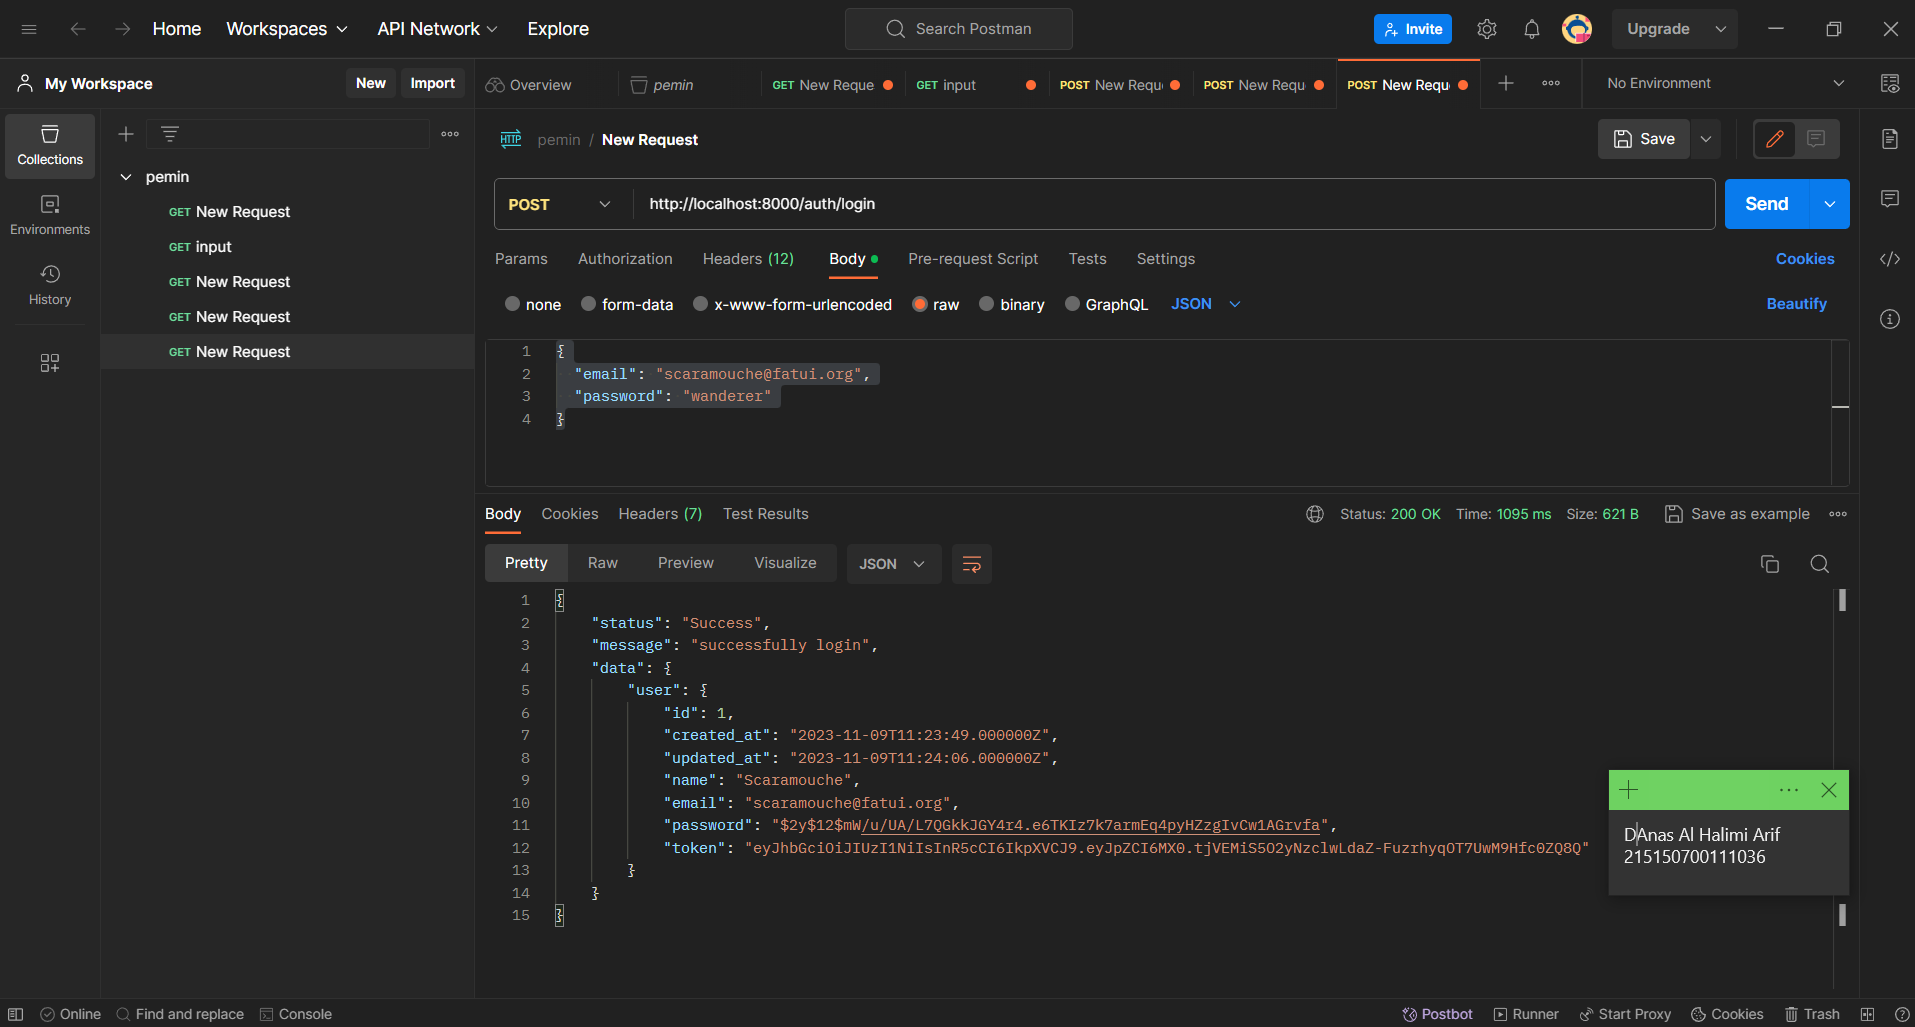 Home Workspaces API Network Explore Search Postman Invite Upgrade
My Workspace New Import Overview pemin GET New Reque GET input POST New Requ POST New Requ POST New Requ No Environment
Collections
Environments
History
pemin
GET New Request
GET input
GET New Request
GET New Request
GET New Request
HTTP pemin / New Request Save
POST http://localhost:8000/auth/login Send
Params Authorization Headers (12) Body Pre-request Script Tests Settings Cookies
none form-data x-www-form-urlencoded raw binary GraphQL JSON Beautify
1 {
2 "email": "scaramouche@fatui.org",
3 "password": "wanderer"
4 }
Body Cookies Headers (7) Test Results Status: 200 OK Time: 1095 ms Size: 621 B Save as example
Pretty Raw Preview Visualize JSON
1 {
2 "status": "Success",
3 "message": "successfully login",
4 "data": {
5 "user": {
6 "id": 1,
7 "created_at": "2023-11-09T11:23:49.000000Z",
8 "updated_at": "2023-11-09T11:24:06.000000Z",
9 "name": "Scaramouche",
10 "email": "scaramouche@fatui.org",
11 "password": "$2y$12$mW/u/UA/L7QGkkJGY4r4.e6TKIz7k7armEq4pyHZzgIvCw1AGrvfa",
12 "token": "eyJhbGciOiJIUzI1NiIsInR5cCI6IkpXVCJ9.eyJpZCI6MX0.tjVEMiS5O2yNzclwLdaZ-FuzrhyqOT7UwM9Hfc0ZQ8Q"
13 }
14 }
15 }
DAnas Al Halimi Arif
215150700111036
Online Find and replace Console Postbot Runner Start Proxy Cookies Trash